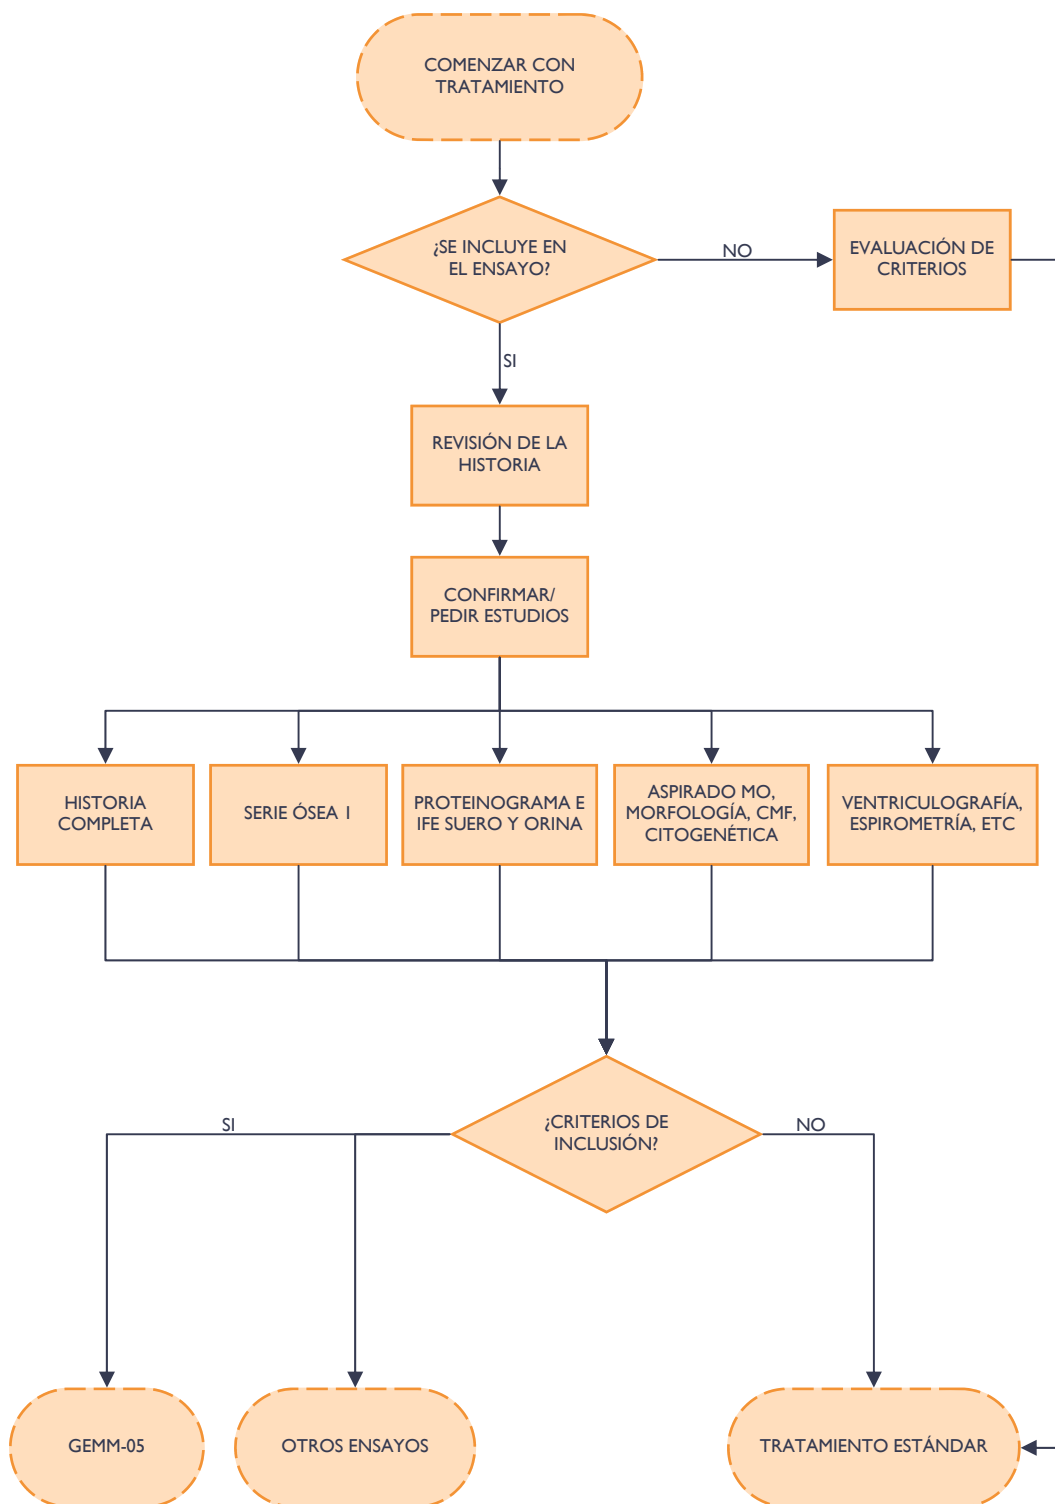 COMENZAR CON
TRATAMIENTO
¿SE INCLUYE EN
EL ENSAYO?
NO
EVALUACIÓN DE
CRITERIOS
SI
REVISIÓN DE LA
HISTORIA
CONFIRMAR/
PEDIR ESTUDIOS
HISTORIA
COMPLETA
SERIE ÓSEA I
PROTEINOGRAMA E
IFE SUERO Y ORINA
ASPIRADO MO,
MORFOLOGÍA, CMF,
CITOGENÉTICA
VENTRICULOGRAFÍA,
ESPIROMETRÍA, ETC
¿CRITERIOS DE
INCLUSIÓN?
SI
NO
GEMM-05
OTROS ENSAYOS
TRATAMIENTO ESTÁNDAR